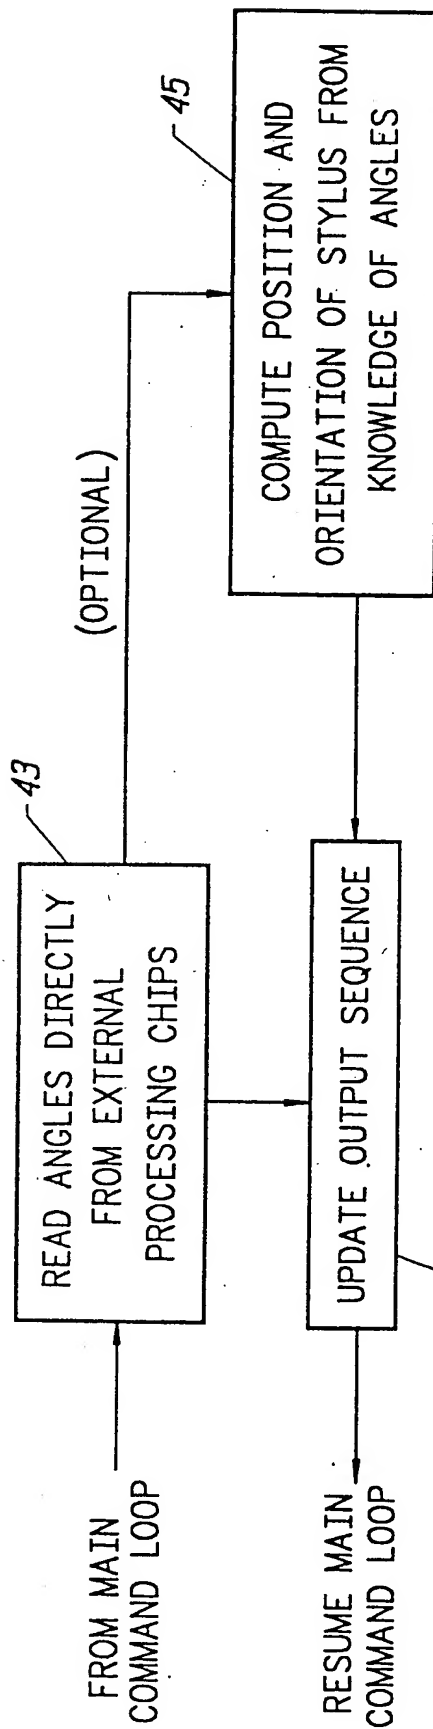 FROM MAIN
COMMAND LOOP
43
READ ANGLES DIRECTLY
FROM EXTERNAL
PROCESSING CHIPS
(OPTIONAL)
45
COMPUTE POSITION AND
ORIENTATION OF STYLUS FROM
KNOWLEDGE OF ANGLES
UPDATE OUTPUT SEQUENCE
RESUME MAIN
COMMAND LOOP